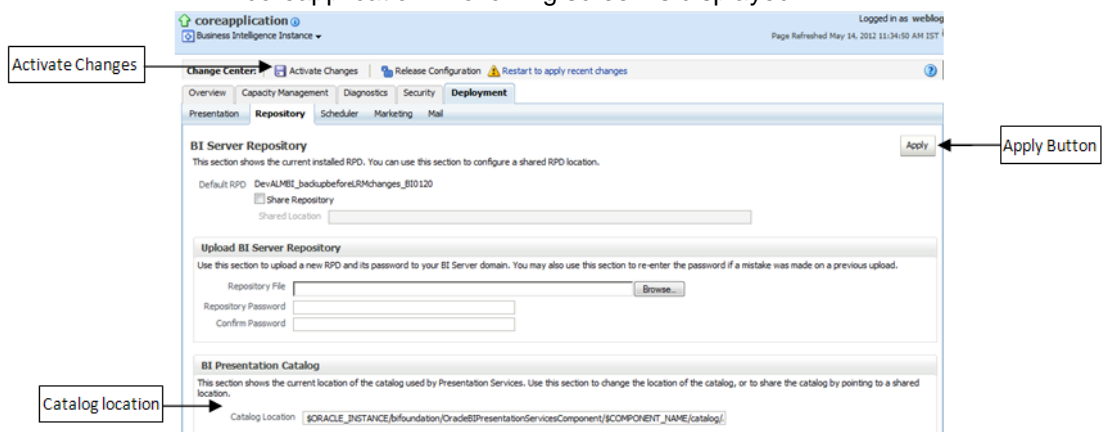 coreapplication
Logged in as weblog
Business Intelligence Instance
Page Refreshed May 14, 2012 11:34:50 AM IST
Activate Changes
Change Center: Activate Changes Release Configuration Restart to apply recent changes
Overview Capacity Management Diagnostics Security Deployment
Presentation Repository Scheduler Marketing Mail
BI Server Repository
Apply
Apply Button
This section shows the current installed RPD. You can use this section to configure a shared RPD location.
Default RPD DevALMBI_backupbeforeLRMchanges_BI0120
Share Repository
Shared Location
Upload BI Server Repository
Use this section to upload a new RPD and its password to your BI Server domain. You may also use this section to re-enter the password if a mistake was made on a previous upload.
Repository File Browse...
Repository Password
Confirm Password
BI Presentation Catalog
This section shows the current location of the catalog used by Presentation Services. Use this section to change the location of the catalog, or to share the catalog by pointing to a shared
location.
Catalog location
Catalog Location $ORACLE_INSTANCE/bifoundation/OracleBIPresentationServicesComponent/$COMPONENT_NAME/catalog/.